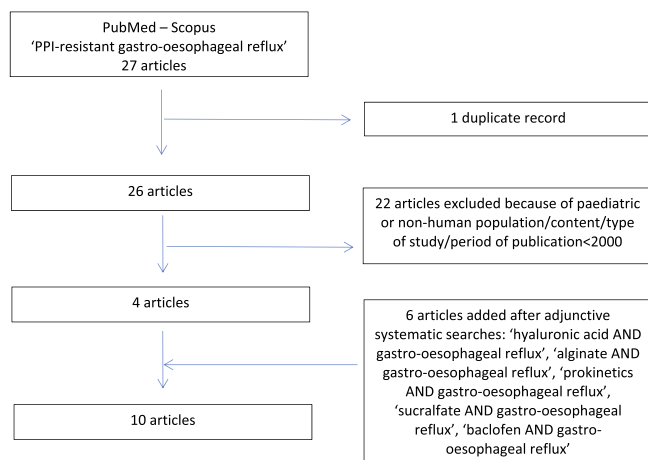 PubMed – Scopus
‘PPI-resistant gastro-oesophageal reflux’
27 articles
1 duplicate record
26 articles
22 articles excluded because of paediatric
or non-human population/content/type
of study/period of publication<2000
4 articles
6 articles added after adjunctive
systematic searches: ‘hyaluronic acid AND
gastro-oesophageal reflux’, ‘alginate AND
gastro-oesophageal reflux’, ‘prokinetics
AND gastro-oesophageal reflux’,
‘sucralfate AND gastro-oesophageal
reflux’, ‘baclofen AND gastro-
oesophageal reflux’
10 articles